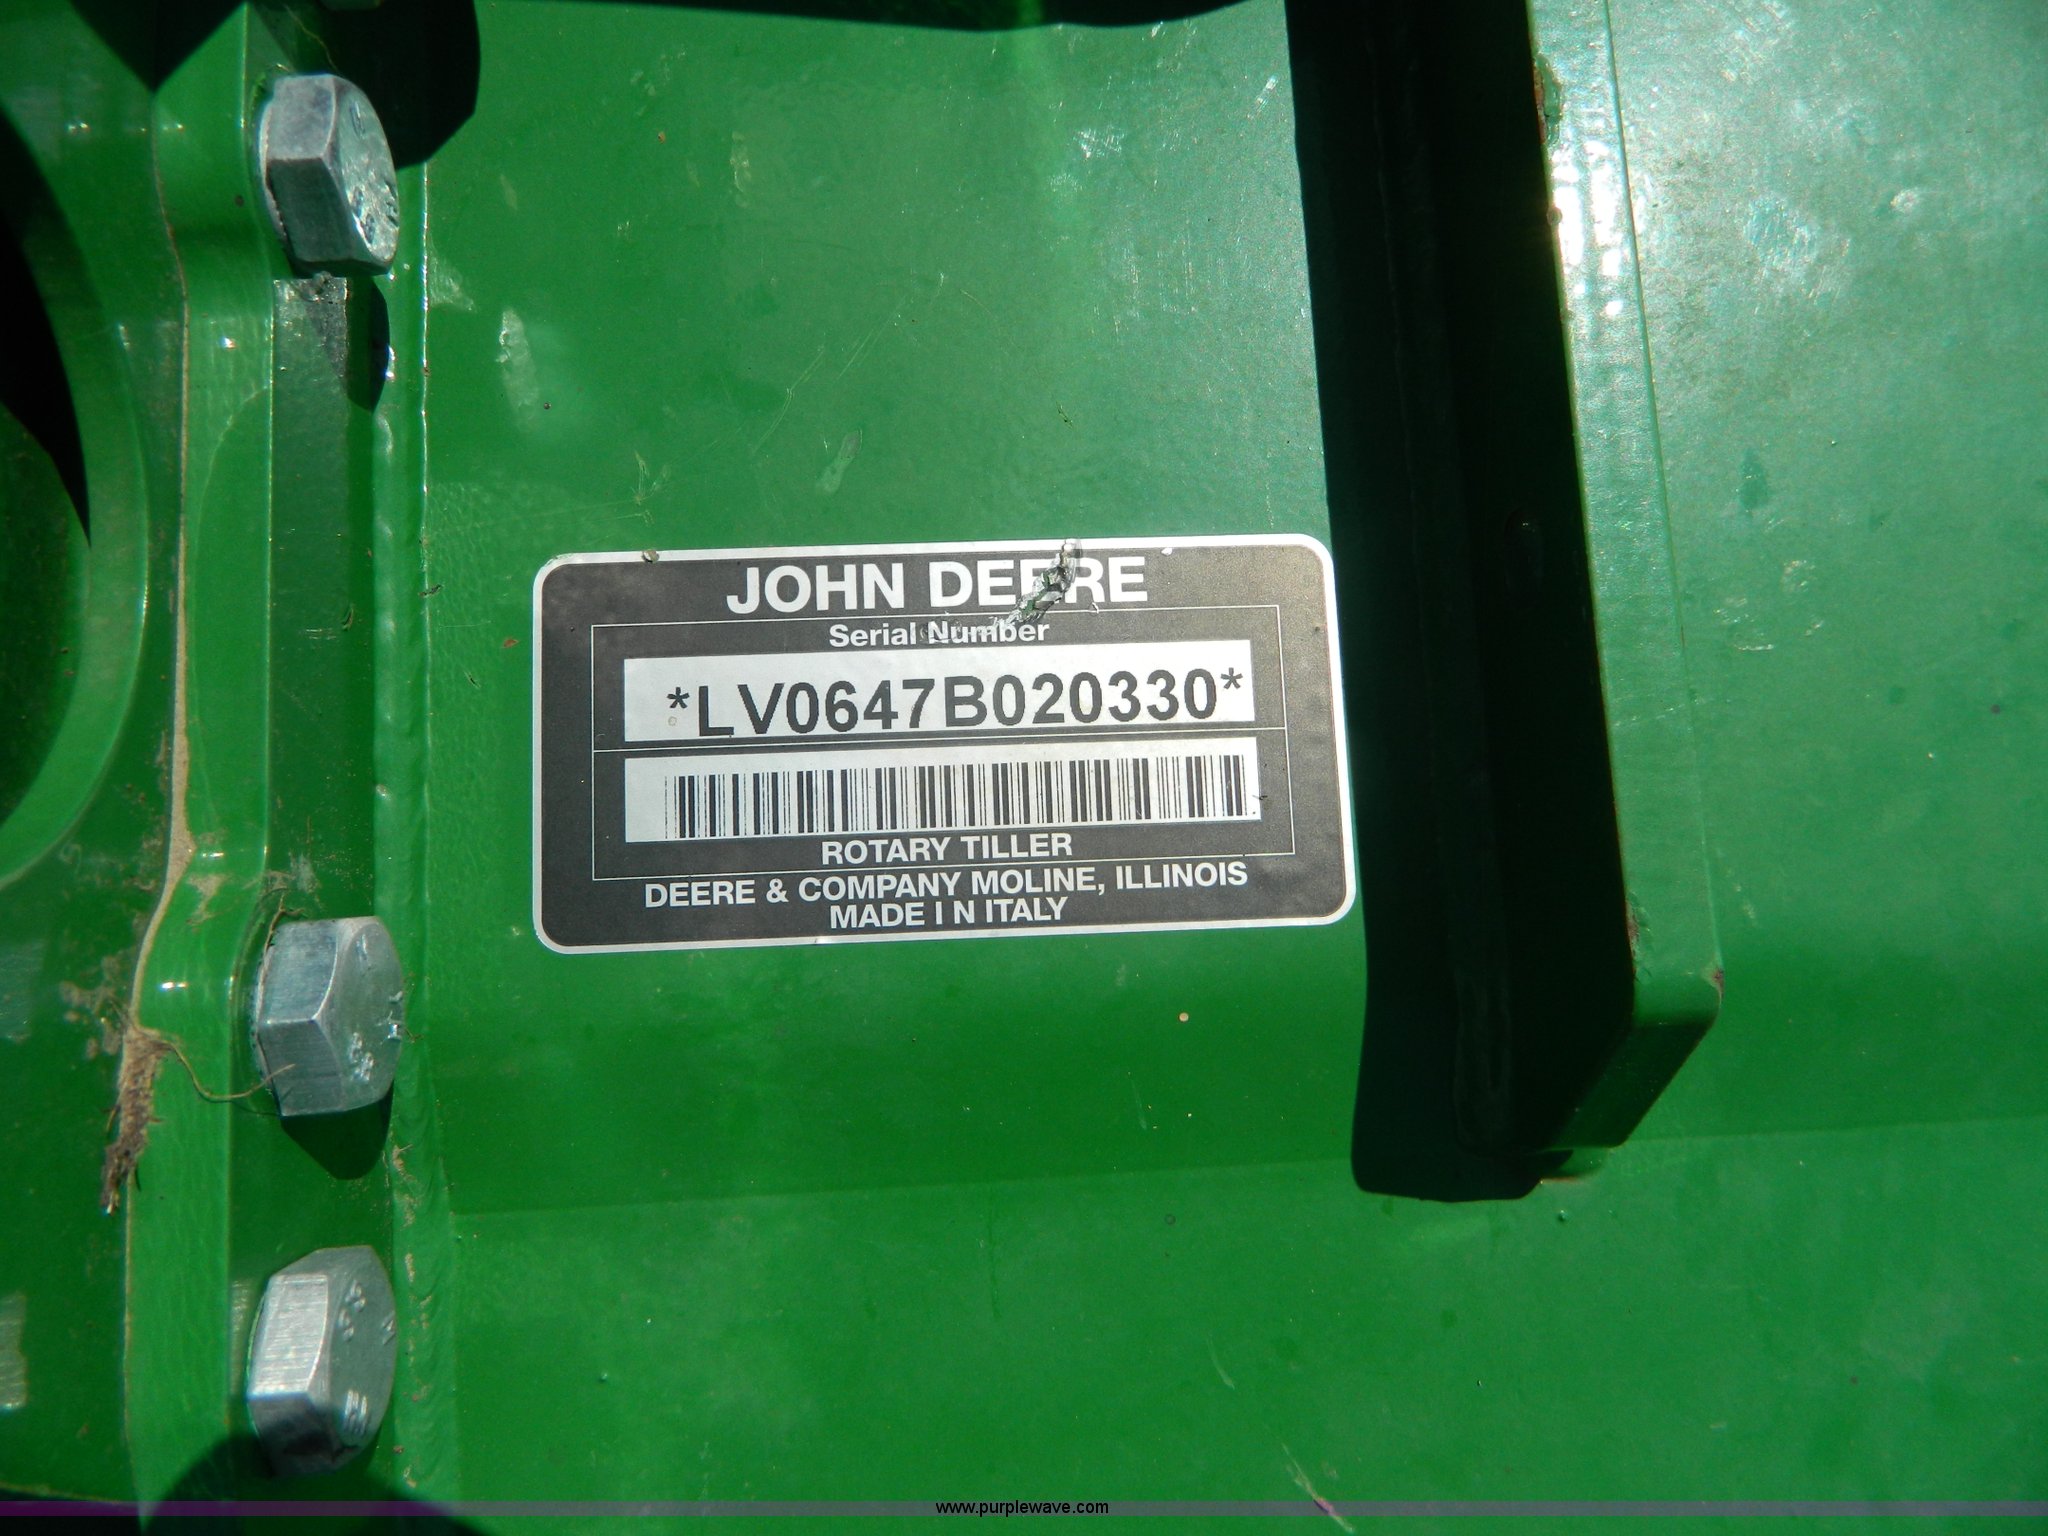 JOHN DEERE
Serial Number
*LV0647B020330*
ROTARY TILLER
DEERE & COMPANY MOLINE, ILLINOIS
MADE I N ITALY
www.purplewave.com